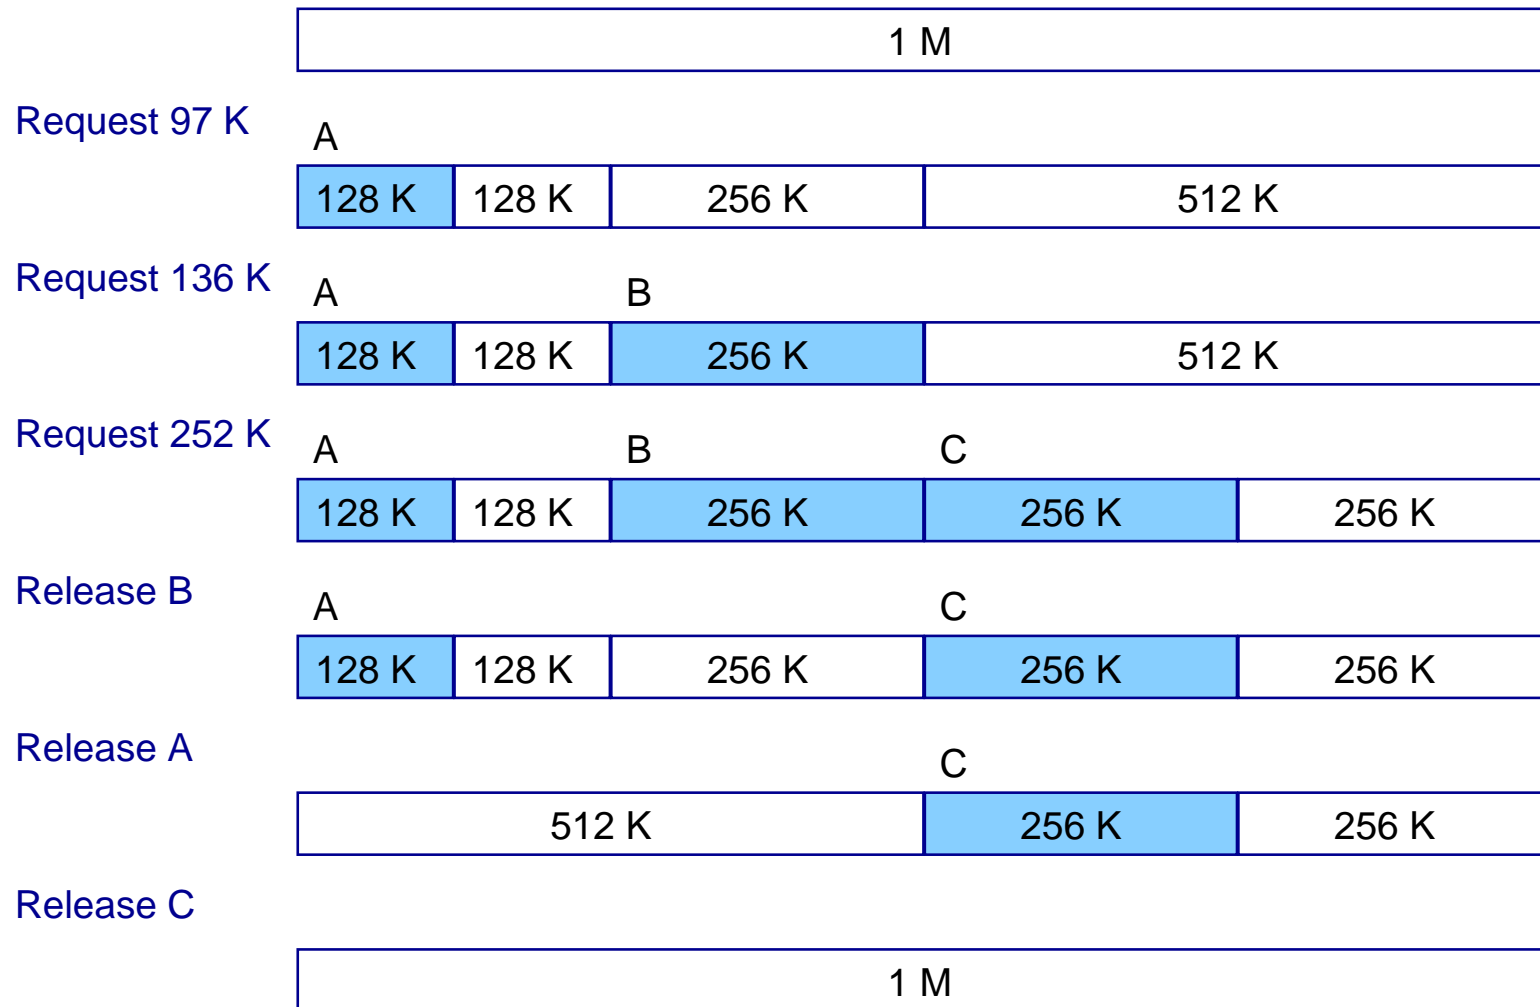 1 M
Request 97 K
A
128 K 128 K 256 K 512 K
Request 136 K
A B
128 K 128 K 256 K 512 K
Request 252 K
A B C
128 K 128 K 256 K 256 K 256 K
Release B
A C
128 K 128 K 256 K 256 K 256 K
Release A
C
512 K 256 K 256 K
Release C
1 M